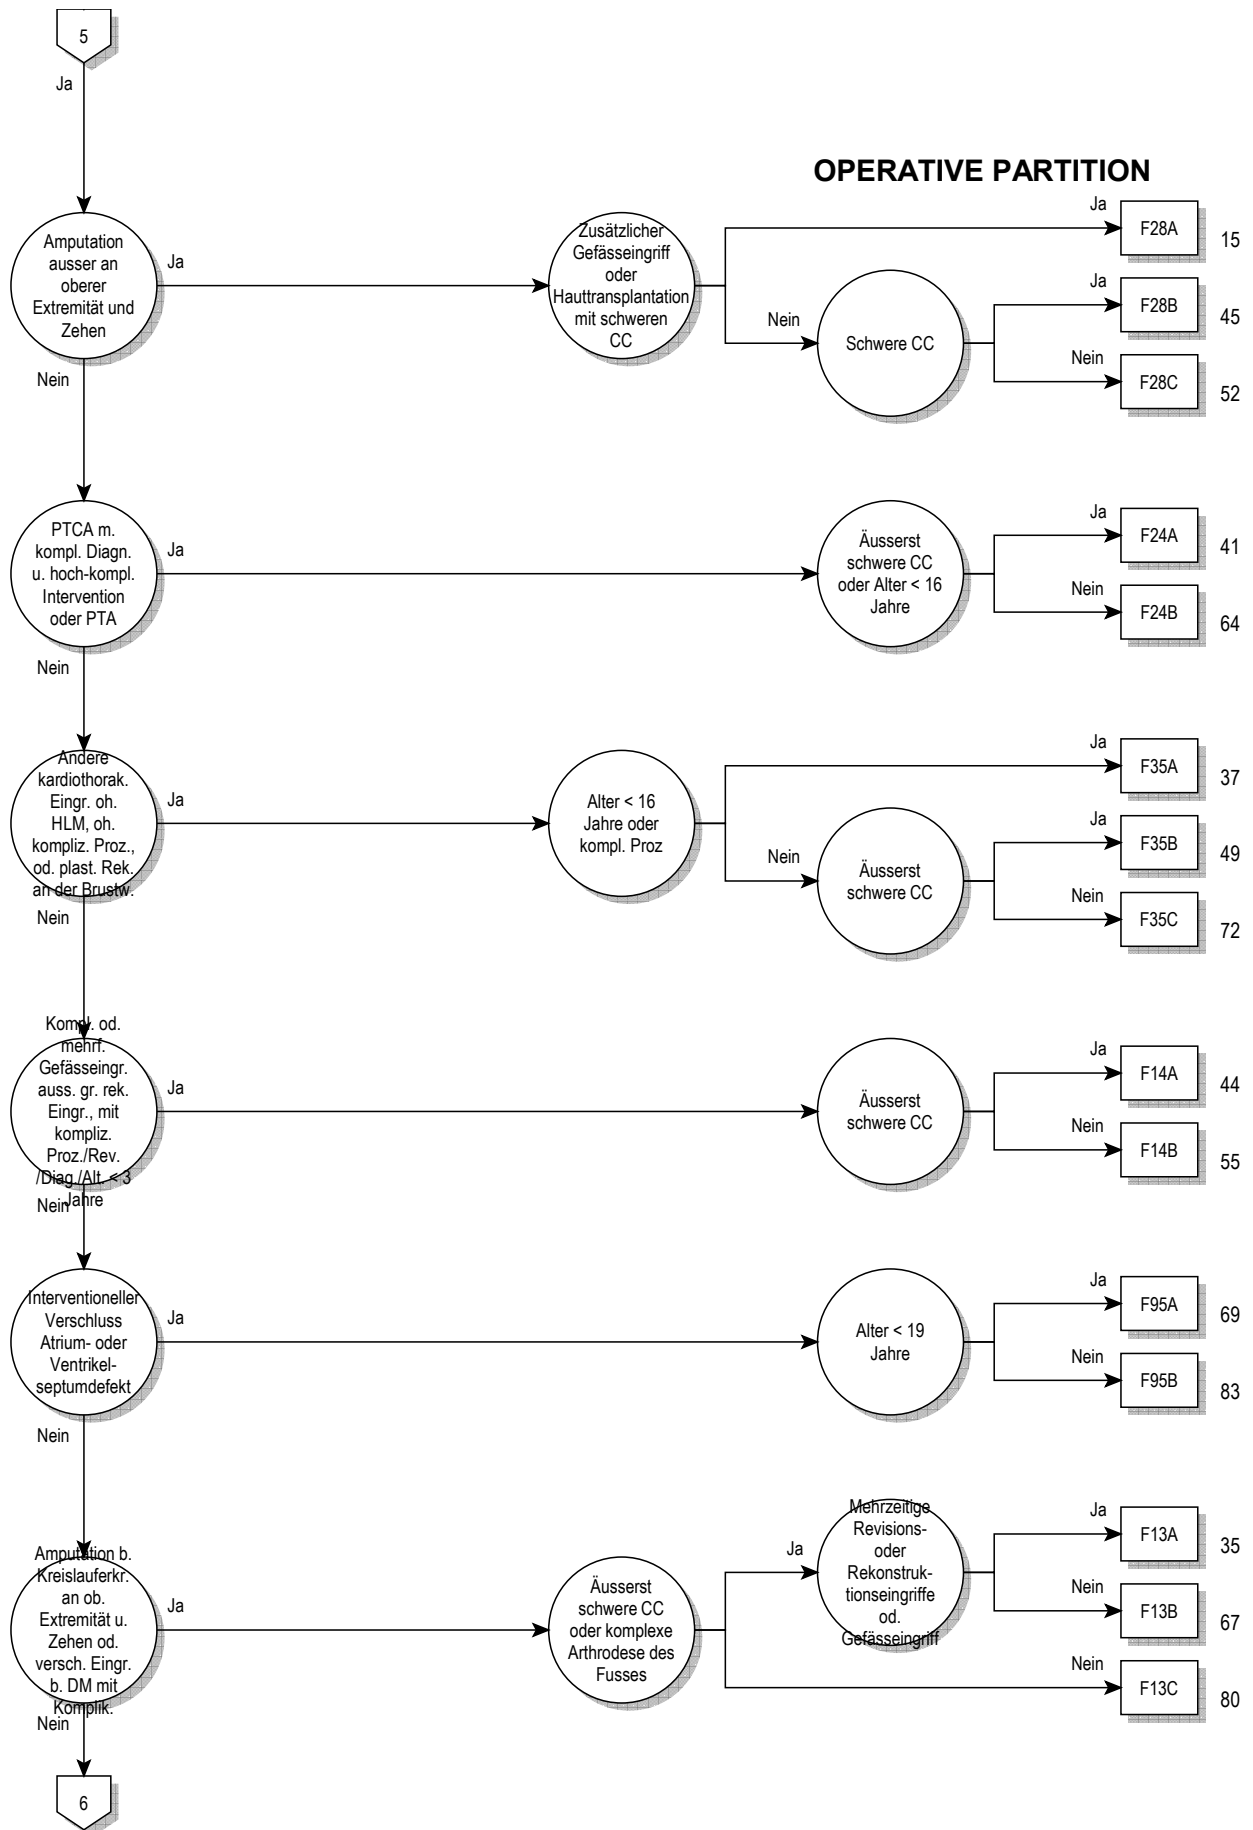 5
Ja
OPERATIVE PARTITION
Amputation
ausser an
oberer
Extremität und
Zehen
Ja
Zusätzlicher
Gefässeingriff
oder
Hauttransplantation
mit schweren
CC
Ja
F28A
15
Nein
Schwere CC
Ja
F28B
45
Nein
F28C
52
Nein
PTCA m.
kompl. Diagn.
u. hoch-kompl.
Intervention
oder PTA
Ja
Äusserst
schwere CC
oder Alter < 16
Jahre
Ja
F24A
41
Nein
F24B
64
Nein
Andere
kardiothorak.
Eingr. oh.
HLM, oh.
kompliz. Proz.,
od. plast. Rek.
an der Brustw.
Ja
Alter < 16
Jahre oder
kompl. Proz
Ja
F35A
37
Nein
Äusserst
schwere CC
Ja
F35B
49
Nein
F35C
72
Nein
Kompl. od.
mehrf.
Gefässeingr.
auss. gr. rek.
Eingr., mit
kompliz.
Proz./Rev.
/Diag./Alt. < 3
Jahre
Ja
Äusserst
schwere CC
Ja
F14A
44
Nein
F14B
55
Nein
Interventioneller
Verschluss
Atrium- oder
Ventrikel-
septumdefekt
Ja
Alter < 19
Jahre
Ja
F95A
69
Nein
F95B
83
Nein
Amputation b.
Kreislauferkr.
an ob.
Extremität u.
Zehen od.
versch. Eingr.
b. DM mit
Komplik.
Ja
Äusserst
schwere CC
oder komplexe
Arthrodese des
Fusses
Ja
Mehrzeitige
Revisions-
oder
Rekonstruk-
tionseingriffe
od.
Gefässeingriff
Ja
F13A
35
Nein
F13B
67
Nein
F13C
80
Nein
6